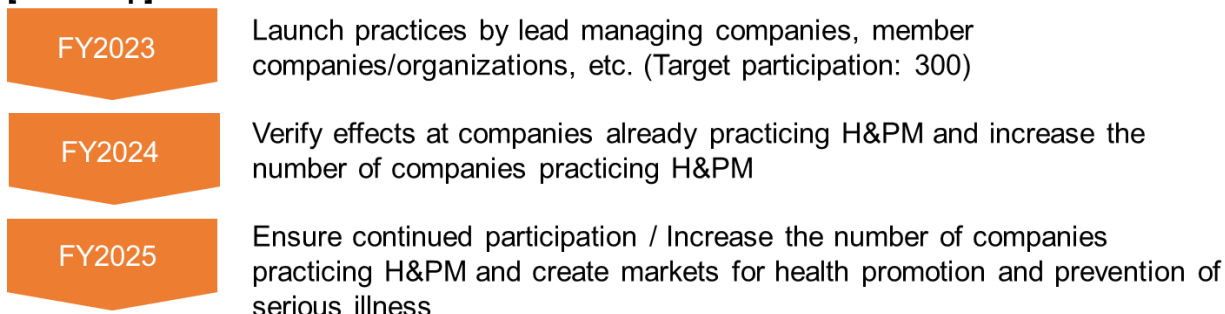 FY2023
Launch practices by lead managing companies, member
companies/organizations, etc. (Target participation: 300)
FY2024
Verify effects at companies already practicing H&PM and increase the
number of companies practicing H&PM
FY2025
Ensure continued participation / Increase the number of companies
practicing H&PM and create markets for health promotion and prevention of
serious illness